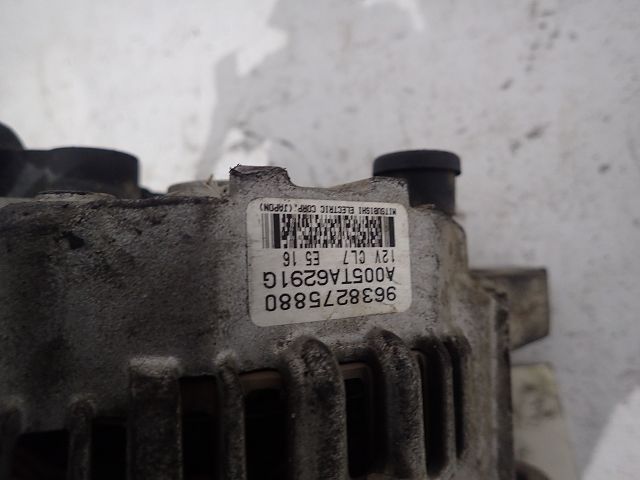 9638275880
A005TA6291G
12V CL7 E5 16
MITSUBISHI ELECTRIC CORP.(JAPON)